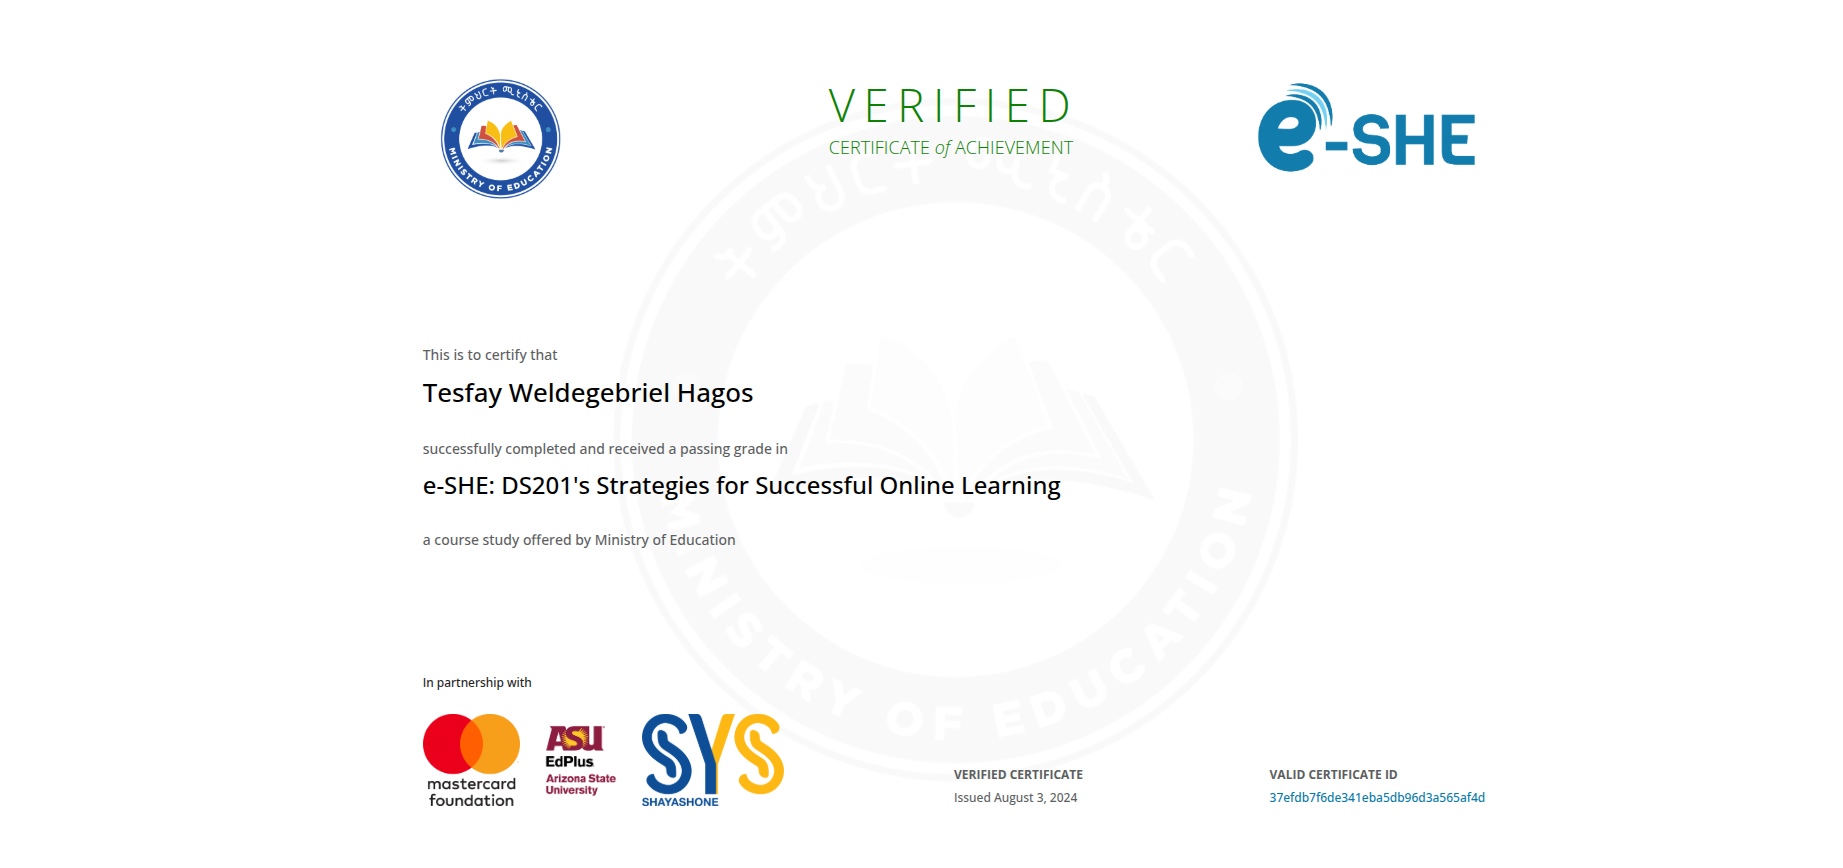 ትምህርት ሚኒስቴር
MINISTRY OF EDUCATION
VERIFIED
CERTIFICATE of ACHIEVEMENT
e-SHE
ትምህርት ሚኒስቴር
MINISTRY OF EDUCATION
This is to certify that
Tesfay Weldegebriel Hagos
successfully completed and received a passing grade in
e-SHE: DS201's Strategies for Successful Online Learning
a course study offered by Ministry of Education
In partnership with
mastercard
foundation
ASU
EdPlus
Arizona State
University
SYS
SHAYASHONE
VERIFIED CERTIFICATE
Issued August 3, 2024
VALID CERTIFICATE ID
37efdb7f6de341eba5db96d3a565af4d